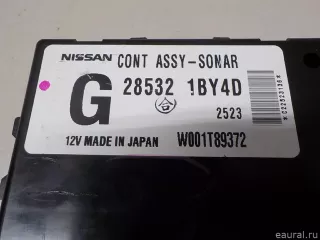 NISSAN CONT ASSY-SONAR
G 28532 1BY4D
2523
12V MADE IN JAPAN W001T89372
eaural.ru